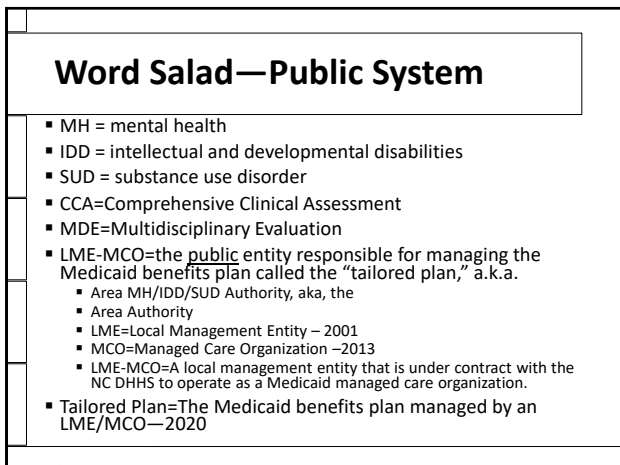 Word Salad—Public System
▪ MH = mental health
▪ IDD = intellectual and developmental disabilities
▪ SUD = substance use disorder
▪ CCA=Comprehensive Clinical Assessment
▪ MDE=Multidisciplinary Evaluation
▪ LME-MCO=the public entity responsible for managing the
Medicaid benefits plan called the “tailored plan,” a.k.a.
▪ Area MH/IDD/SUD Authority, aka, the
▪ Area Authority
▪ LME=Local Management Entity – 2001
▪ MCO=Managed Care Organization –2013
▪ LME-MCO=A local management entity that is under contract with the
NC DHHS to operate as a Medicaid managed care organization.
▪ Tailored Plan=The Medicaid benefits plan managed by an
LME/MCO—2020